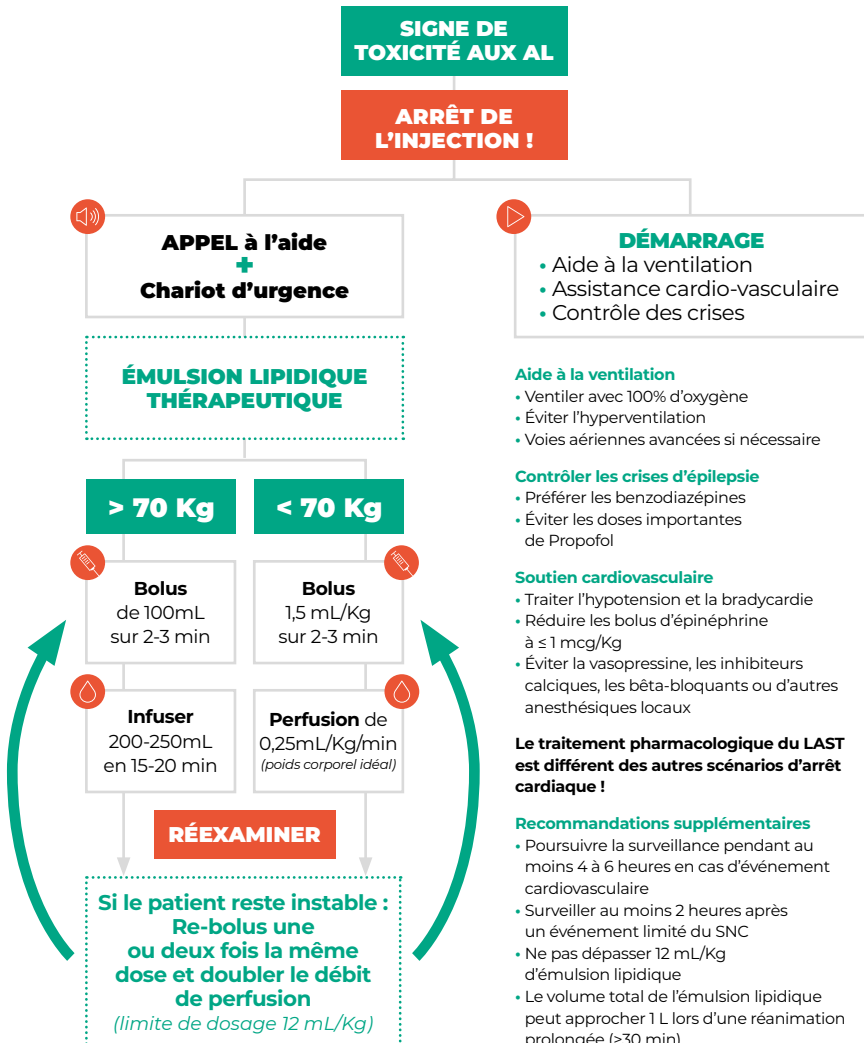 SIGNE DE
TOXICITÉ AUX AL
ARRÊT DE
L'INJECTION !
APPEL à l'aide
+
Chariot d'urgence
ÉMULSION LIPIDIQUE
THÉRAPEUTIQUE
> 70 Kg
< 70 Kg
Bolus
de 100mL
sur 2-3 min
Bolus
1,5 mL/Kg
sur 2-3 min
Infuser
200-250mL
en 15-20 min
Perfusion de
0,25mL/Kg/min
(poids corporel idéal)
RÉEXAMINER
Si le patient reste instable :
Re-bolus une
ou deux fois la même
dose et doubler le débit
de perfusion
(limite de dosage 12 mL/Kg)
DÉMARRAGE
• Aide à la ventilation
• Assistance cardio-vasculaire
• Contrôle des crises
Aide à la ventilation
• Ventiler avec 100% d'oxygène
• Éviter l'hyperventilation
• Voies aériennes avancées si nécessaire
Contrôler les crises d'épilepsie
• Préférer les benzodiazépines
• Éviter les doses importantes
de Propofol
Soutien cardiovasculaire
• Traiter l'hypotension et la bradycardie
• Réduire les bolus d'épinéphrine
à ≤ 1 mcg/Kg
• Éviter la vasopressine, les inhibiteurs
calciques, les bêta-bloquants ou d'autres
anesthésiques locaux
Le traitement pharmacologique du LAST
est différent des autres scénarios d'arrêt
cardiaque !
Recommandations supplémentaires
• Poursuivre la surveillance pendant au
moins 4 à 6 heures en cas d'événement
cardiovasculaire
• Surveiller au moins 2 heures après
un événement limité du SNC
• Ne pas dépasser 12 mL/Kg
d'émulsion lipidique
• Le volume total de l'émulsion lipidique
peut approcher 1 L lors d'une réanimation
prolongée (>30 min)